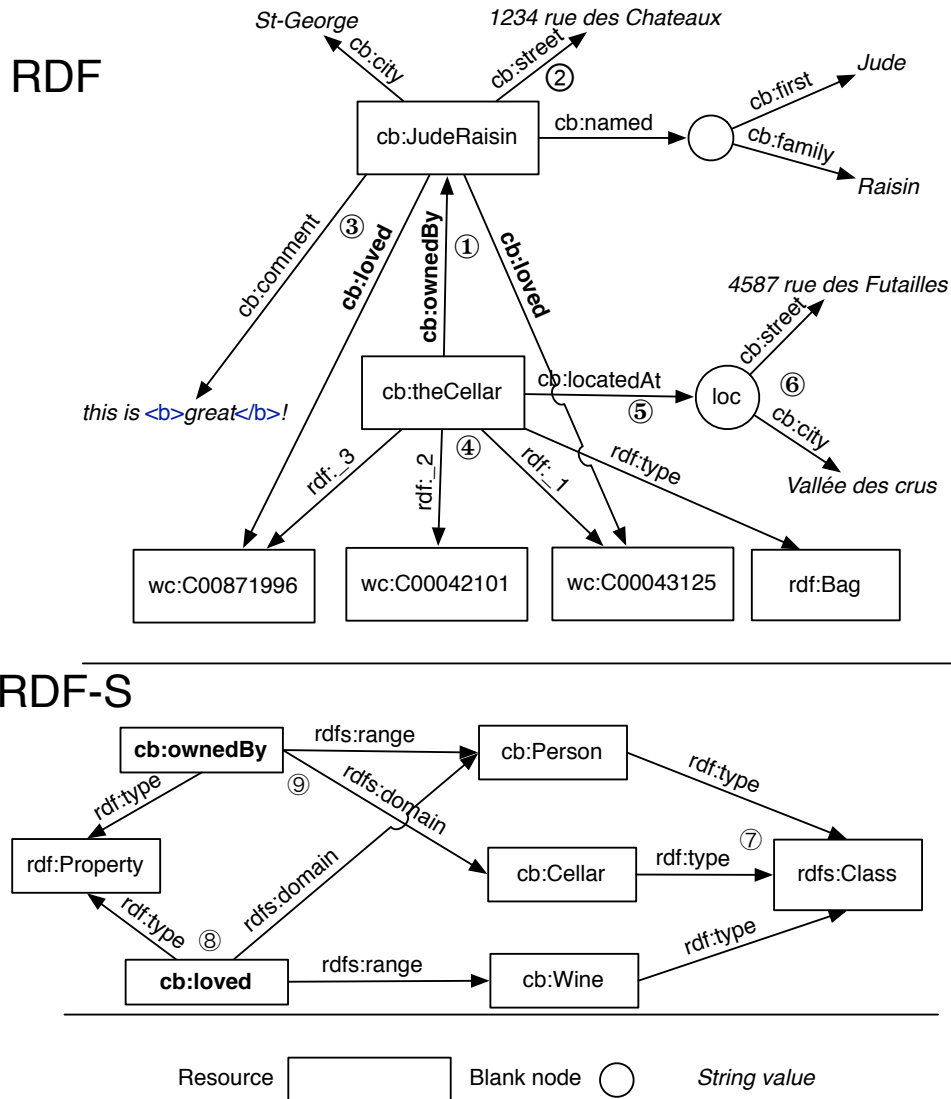 St-George
1234 rue des Chateaux
RDF
cb:city
cb:street
②
Jude
cb:first
cb:JudeRaisin
cb:named
cb:family
Raisin
③
cb:comment
cb:loved
cb:ownedBy
①
cb:loved
4587 rue des Futailles
cb:street
cb:theCellar
cb:locatedAt
⑤
loc
⑥
cb:city
this is <b>great</b>!
④
rdf:_3
rdf:_2
rdf:_1
rdf:type
Vallée des crus
wc:C00871996
wc:C00042101
wc:C00043125
rdf:Bag
RDF-S
cb:ownedBy
rdfs:range
cb:Person
⑨
rdf:type
rdfs:domain
rdf:type
rdf:Property
rdfs:domain
cb:Cellar
rdf:type
⑦
rdfs:Class
rdf:type
⑧
rdf:type
cb:loved
rdfs:range
cb:Wine
Resource
Blank node
String value